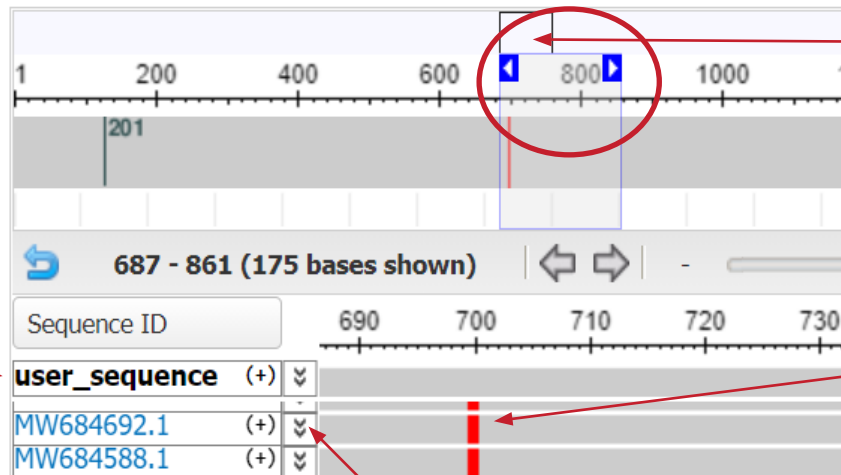 1 200 400 600 800 1000
201
687 - 861 (175 bases shown) -
Sequence ID 690 700 710 720 730
user_sequence (+)
MW684692.1 (+)
MW684588.1 (+)